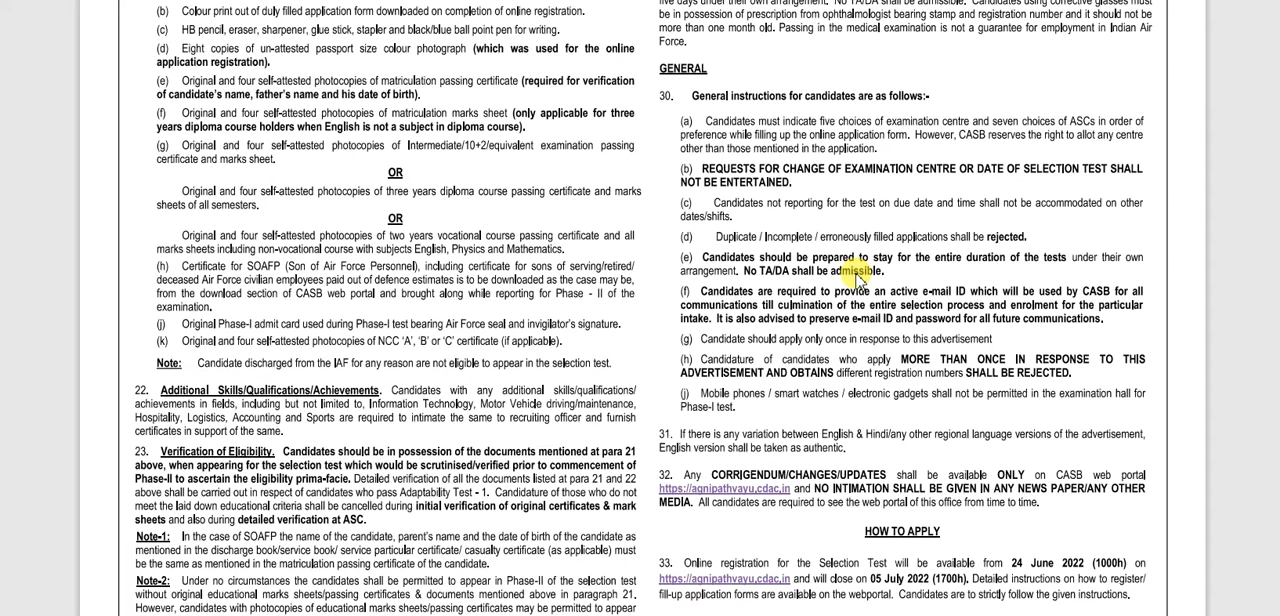 (b) Colour print out of duly filled application form downloaded on completion of online registration.
(c) HB pencil, eraser, sharpener, glue stick, stapler and black/blue ball point pen for writing.
(d) Eight copies of un-attested passport size colour photograph (which was used for the online
application registration).
(e) Original and four self-attested photocopies of matriculation passing certificate (required for verification
of candidate's name, father's name and his date of birth).
(f) Original and four self-attested photocopies of matriculation marks sheet (only applicable for three
years diploma course holders when English is not a subject in diploma course).
(g) Original and four self-attested photocopies of Intermediate/10+2/equivalent examination passing
certificate and marks sheet.
OR
Original and four self-attested photocopies of three years diploma course passing certificate and marks
sheets of all semesters.
OR
Original and four self-attested photocopies of two years vocational course passing certificate and all
marks sheets including non-vocational course with subjects English, Physics and Mathematics.
(h) Certificate for SOAFP (Son of Air Force Personnel), including certificate for sons of serving/retired/
deceased Air Force civilian employees paid out of defence estimates is to be downloaded as the case may be,
from the download section of CASB web portal and brought along while reporting for Phase - II of the
examination.
(j) Original Phase-I admit card used during Phase-I test bearing Air Force seal and invigilator's signature.
(k) Original and four self-attested photocopies of NCC 'A', 'B' or 'C' certificate (if applicable).
Note: Candidate discharged from the IAF for any reason are not eligible to appear in the selection test.
22. Additional Skills/Qualifications/Achievements. Candidates with any additional skills/qualifications/
achievements in fields, including but not limited to, Information Technology, Motor Vehicle driving/maintenance,
Hospitality, Logistics, Accounting and Sports are required to intimate the same to recruiting officer and furnish
certificates in support of the same.
23. Verification of Eligibility. Candidates should be in possession of the documents mentioned at para 21
above, when appearing for the selection test which would be scrutinised/verified prior to commencement of
Phase-II to ascertain the eligibility prima-facie. Detailed verification of all the documents listed at para 21 and 22
above shall be carried out in respect of candidates who pass Adaptability Test - 1. Candidature of those who do not
meet the laid down educational criteria shall be cancelled during initial verification of original certificates & mark
sheets and also during detailed verification at ASC.
Note-1: In the case of SOAFP the name of the candidate, parent's name and the date of birth of the candidate as
mentioned in the discharge book/service book/ service particular certificate/ casualty certificate (as applicable) must
be the same as mentioned in the matriculation passing certificate of the candidate.
Note-2: Under no circumstances the candidates shall be permitted to appear in Phase-II of the selection test
without original educational marks sheets/passing certificates & documents mentioned above in paragraph 21.
However, candidates with photocopies of educational marks sheets/passing certificates may be permitted to appear
five days under their own arrangement. No TA/DA shall be admissible. Candidates using corrective glasses must
be in possession of prescription from ophthalmologist bearing stamp and registration number and it should not be
more than one month old. Passing in the medical examination is not a guarantee for employment in Indian Air
Force.
GENERAL
30. General instructions for candidates are as follows:-
(a) Candidates must indicate five choices of examination centre and seven choices of ASCs in order of
preference while filling up the online application form. However, CASB reserves the right to allot any centre
other than those mentioned in the application.
(b) REQUESTS FOR CHANGE OF EXAMINATION CENTRE OR DATE OF SELECTION TEST SHALL
NOT BE ENTERTAINED.
(c) Candidates not reporting for the test on due date and time shall not be accommodated on other
dates/shifts.
(d) Duplicate / Incomplete / erroneously filled applications shall be rejected.
(e) Candidates should be prepared to stay for the entire duration of the tests under their own
arrangement. No TA/DA shall be admissible.
(f) Candidates are required to provide an active e-mail ID which will be used by CASB for all
communications till culmination of the entire selection process and enrolment for the particular
intake. It is also advised to preserve e-mail ID and password for all future communications.
(g) Candidate should apply only once in response to this advertisement
(h) Candidature of candidates who apply MORE THAN ONCE IN RESPONSE TO THIS
ADVERTISEMENT AND OBTAINS different registration numbers SHALL BE REJECTED.
(j) Mobile phones / smart watches / electronic gadgets shall not be permitted in the examination hall for
Phase-I test.
31. If there is any variation between English & Hindi/any other regional language versions of the advertisement,
English version shall be taken as authentic.
32. Any CORRIGENDUM/CHANGES/UPDATES shall be available ONLY on CASB web portal
https://agnipathvayu.cdac.in and NO INTIMATION SHALL BE GIVEN IN ANY NEWS PAPER/ANY OTHER
MEDIA. All candidates are required to see the web portal of this office from time to time.
HOW TO APPLY
33. Online registration for the Selection Test will be available from 24 June 2022 (1000h) on
https://agnipathvayu.cdac.in and will close on 05 July 2022 (1700h). Detailed instructions on how to register/
fill-up application forms are available on the webportal. Candidates are to strictly follow the given instructions.